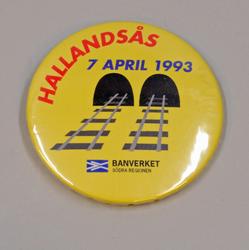 HALLANDSÅS
7 APRIL 1993
BANVERKET
SÖDRA REGIONEN